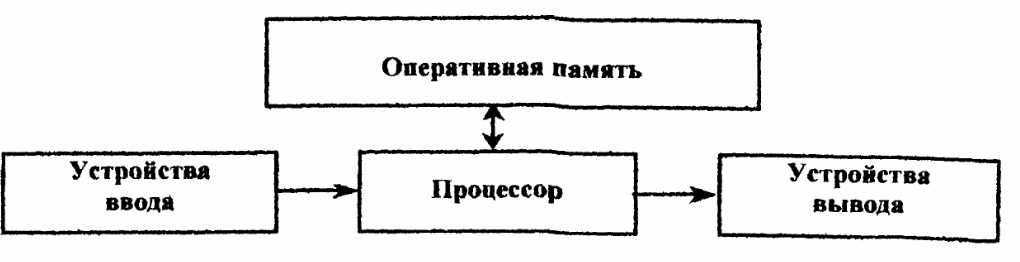 Оперативная память
Устройства
ввода
Процессор
Устройства
вывода